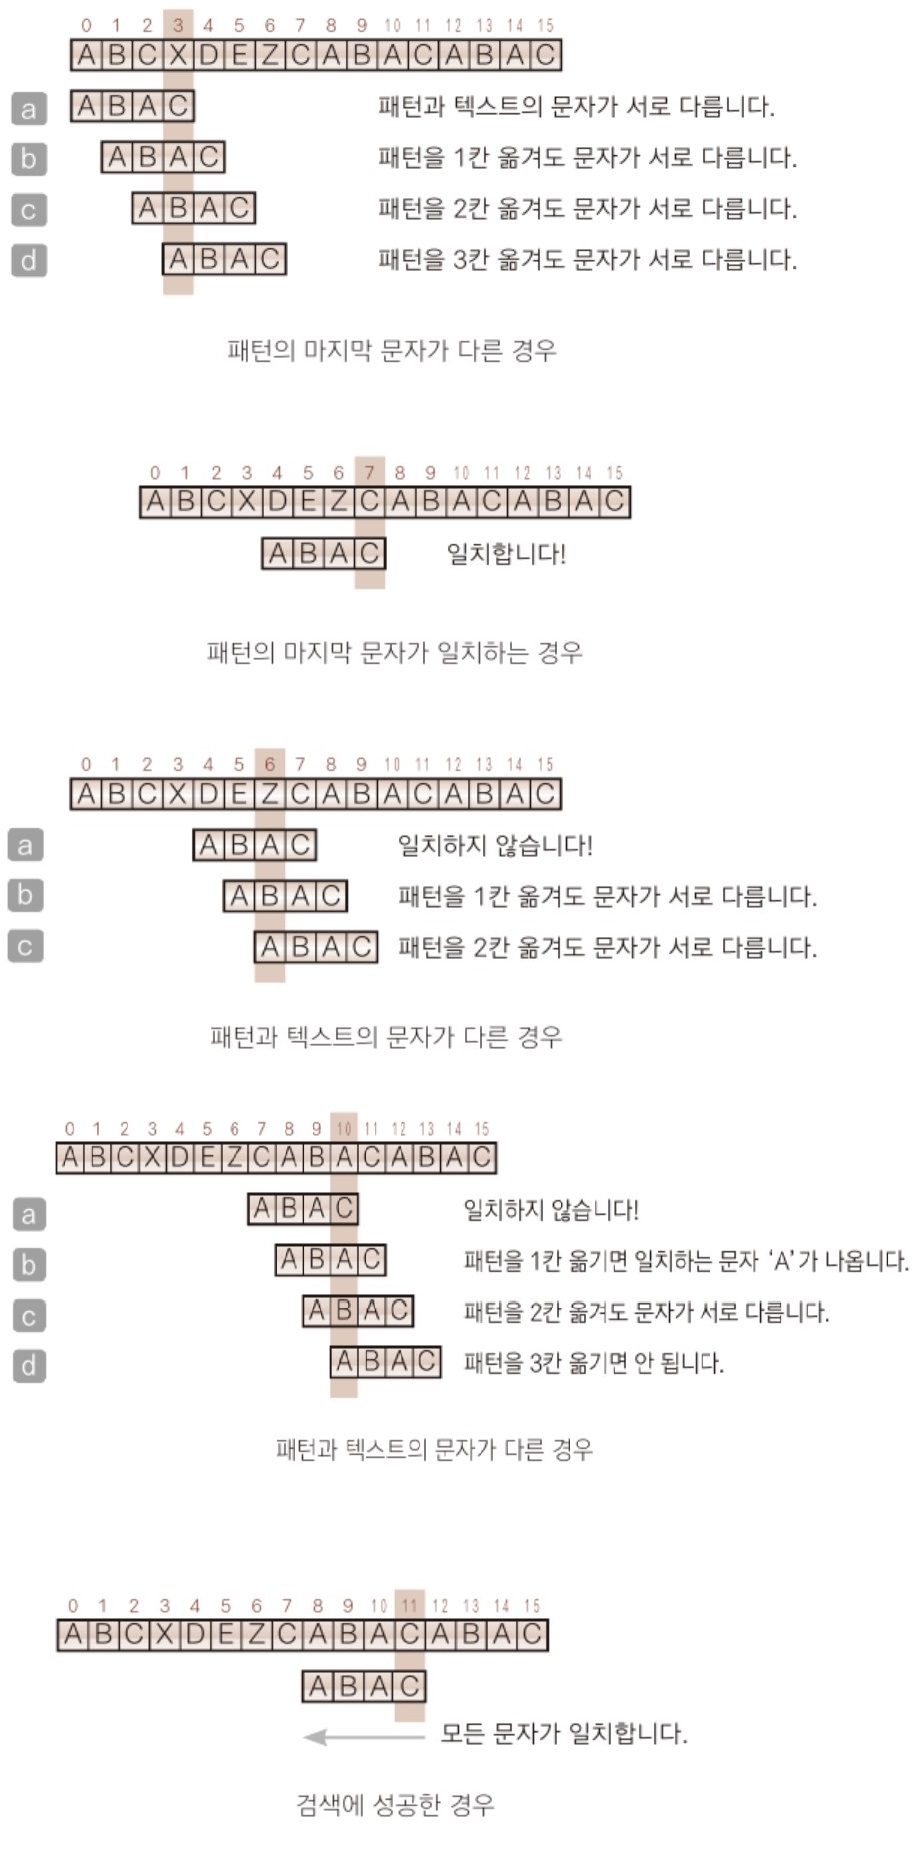 0 1 2 3 4 5 6 7 8 9 10 11 12 13 14 15
A B C X D E Z C A B A C A B A C
a A B A C 패턴과 텍스트의 문자가 서로 다릅니다.
b A B A C 패턴을 1칸 옮겨도 문자가 서로 다릅니다.
c A B A C 패턴을 2칸 옮겨도 문자가 서로 다릅니다.
d A B A C 패턴을 3칸 옮겨도 문자가 서로 다릅니다.
패턴의 마지막 문자가 다른 경우
0 1 2 3 4 5 6 7 8 9 10 11 12 13 14 15
A B C X D E Z C A B A C A B A C
A B A C 일치합니다!
패턴의 마지막 문자가 일치하는 경우
0 1 2 3 4 5 6 7 8 9 10 11 12 13 14 15
A B C X D E Z C A B A C A B A C
a A B A C 일치하지 않습니다!
b A B A C 패턴을 1칸 옮겨도 문자가 서로 다릅니다.
c A B A C 패턴을 2칸 옮겨도 문자가 서로 다릅니다.
패턴과 텍스트의 문자가 다른 경우
0 1 2 3 4 5 6 7 8 9 10 11 12 13 14 15
A B C X D E Z C A B A C A B A C
a A B A C 일치하지 않습니다!
b A B A C 패턴을 1칸 옮기면 일치하는 문자 ‘A’가 나옵니다.
c A B A C 패턴을 2칸 옮겨도 문자가 서로 다릅니다.
d A B A C 패턴을 3칸 옮기면 안 됩니다.
패턴과 텍스트의 문자가 다른 경우
0 1 2 3 4 5 6 7 8 9 10 11 12 13 14 15
A B C X D E Z C A B A C A B A C
A B A C
모든 문자가 일치합니다.
검색에 성공한 경우